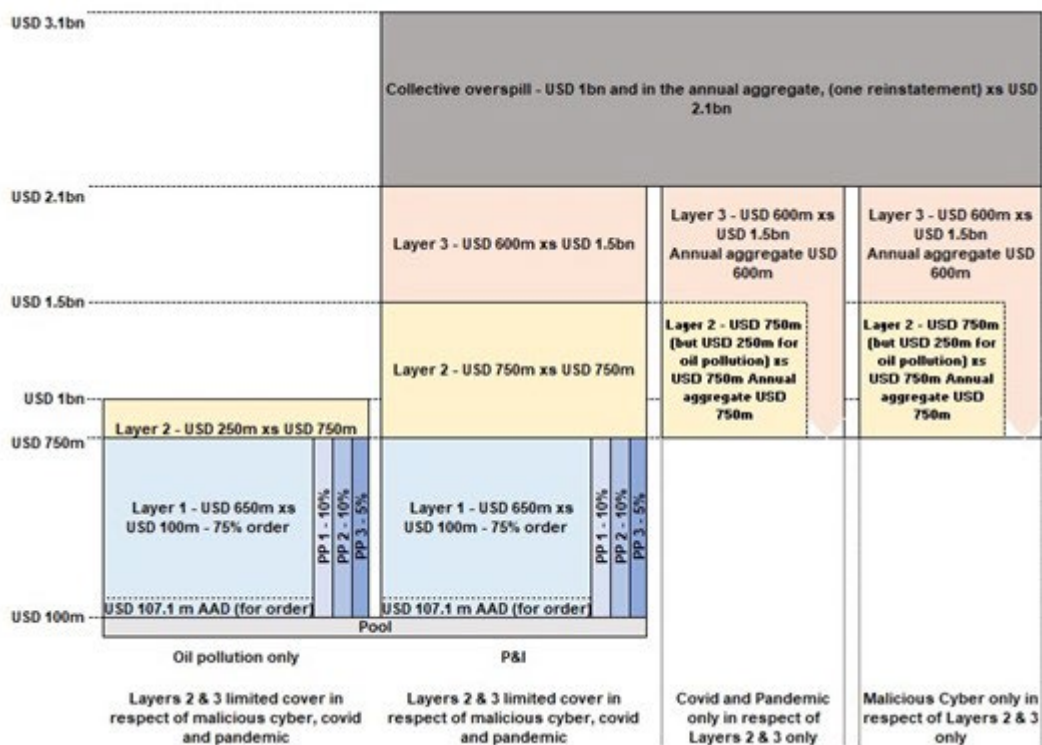 USD 3.1bn
Collective overspill - USD 1bn and in the annual aggregate, (one reinstatement) xs USD
2.1bn
USD 2.1bn
Layer 3 - USD 600m xs USD 1.5bn
Layer 3 - USD 600m xs
USD 1.5bn
Annual aggregate USD
600m
Layer 3 - USD 600m xs
USD 1.5bn
Annual aggregate USD
600m
USD 1.5bn
Layer 2 - USD 750m xs USD 750m
Layer 2 - USD 750m
(but USD 250m for
oil pollution) xs
USD 750m Annual
aggregate USD
750m
Layer 2 - USD 750m
(but USD 250m for
oil pollution) xs
USD 750m Annual
aggregate USD
750m
USD 1bn
Layer 2 - USD 250m xs USD 750m
USD 750m
Layer 1 - USD 650m xs
USD 100m - 75% order
PP 1 - 10%
PP 2 - 10%
PP 3 - 5%
Layer 1 - USD 650m xs
USD 100m - 75% order
PP 1 - 10%
PP 2 - 10%
PP 3 - 5%
USD 107.1 m AAD (for order)
USD 107.1 m AAD (for order)
USD 100m
Pool
Oil pollution only
P&I
Layers 2 & 3 limited cover in
respect of malicious cyber, covid
and pandemic
Layers 2 & 3 limited cover in
respect of malicious cyber, covid
and pandemic
Covid and Pandemic
only in respect of
Layers 2 & 3 only
Malicious Cyber only in
respect of Layers 2 & 3
only